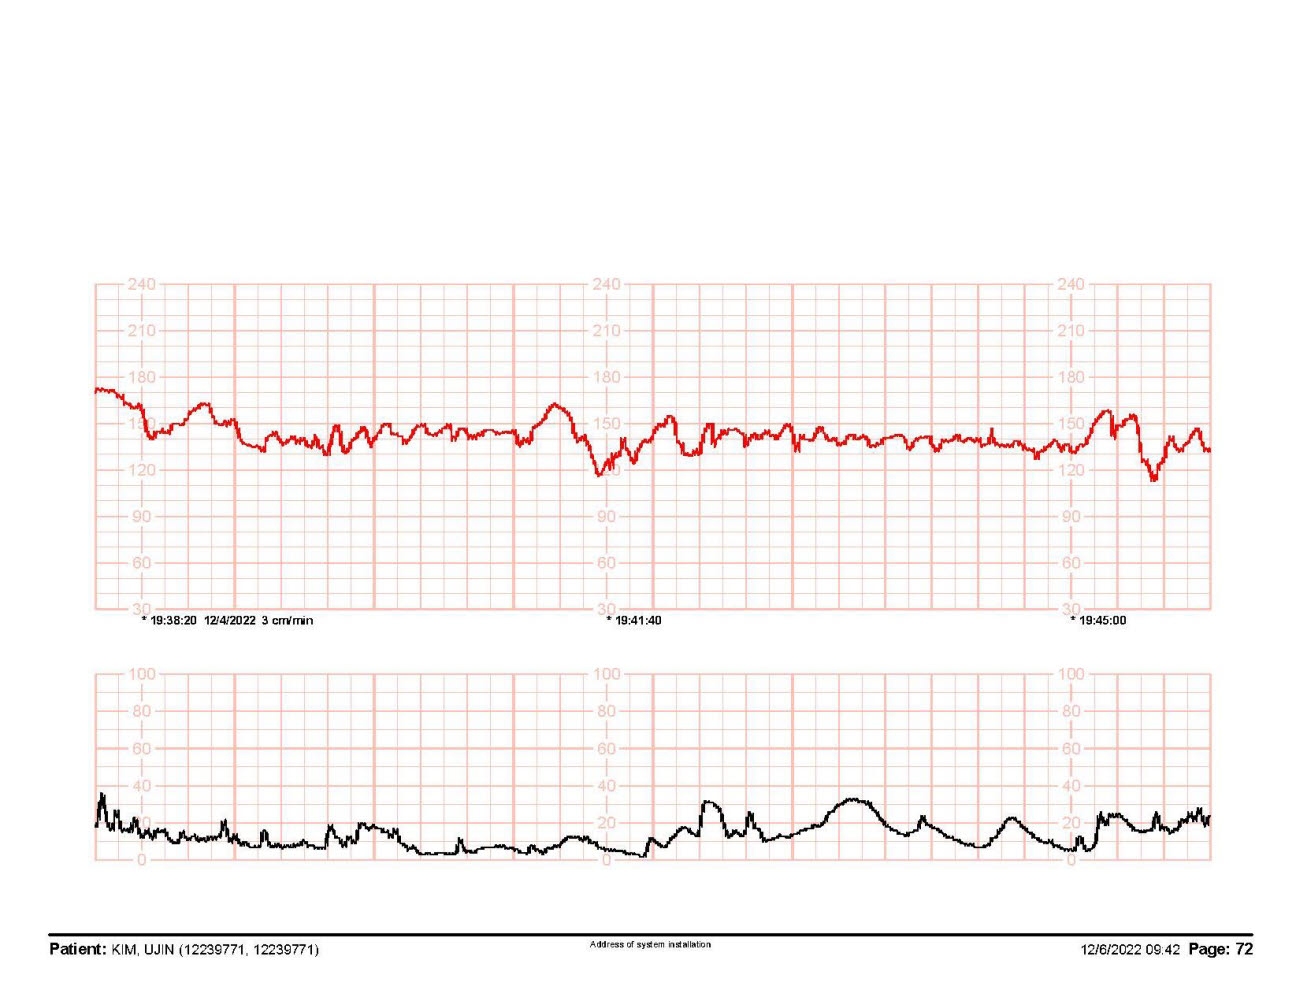 240 240 240
210 210 210
180 180 180
150 150 150
120 120 120
90 90 90
60 60 60
30 30 30
* 19:38:20 12/4/2022 3 cm/min * 19:41:40 * 19:45:00
100 100 100
80 80 80
60 60 60
40 40 40
20 20 20
0 0 0
Patient: KIM, UJIN (12239771, 12239771) Address of system installation 12/6/2022 09:42 Page: 72